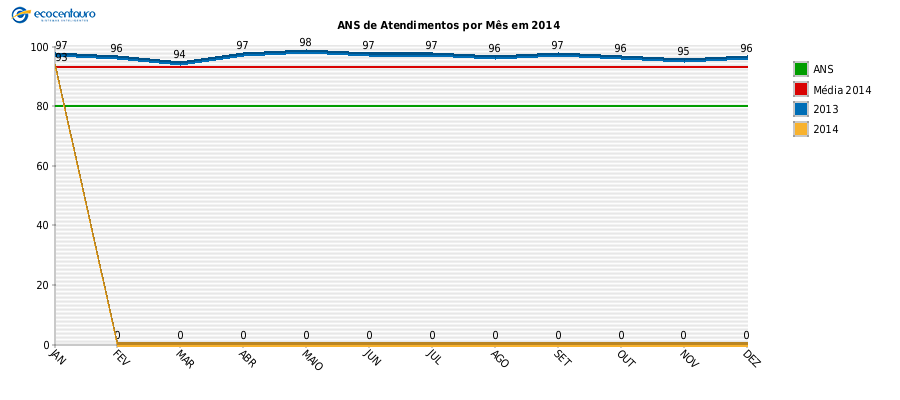 ecocentauro
ANS de Atendimentos por Mês em 2014
100
80
60
40
20
0
97 96 94 97 98 97 97 96 97 96 95 96
93
0 0 0 0 0 0 0 0 0 0 0
JAN FEV MAR ABR MAIO JUN JUL AGO SET OUT NOV DEZ
ANS
Média 2014
2013
2014